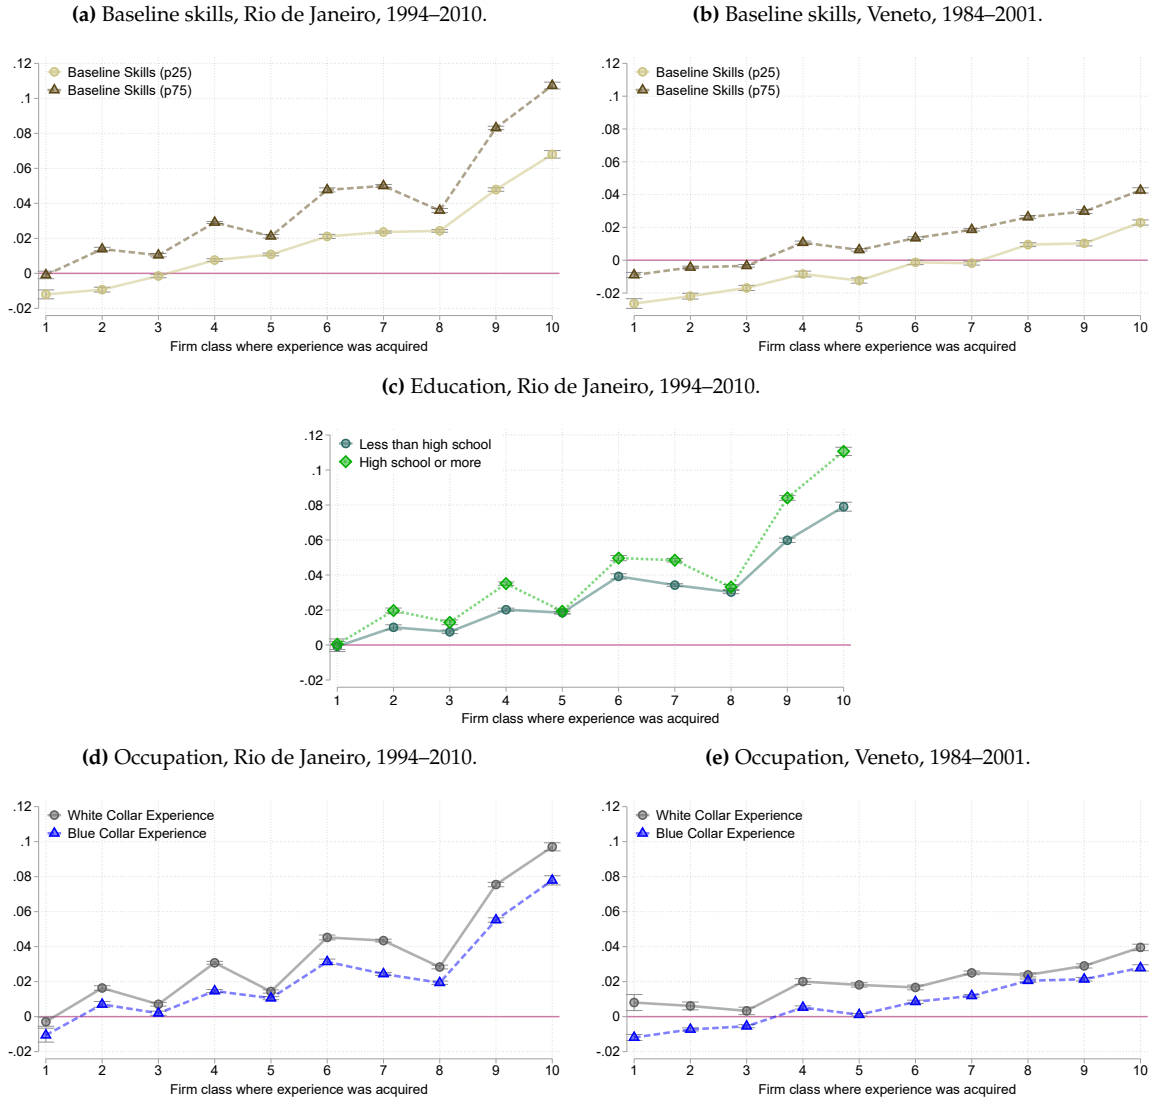 (a) Baseline skills, Rio de Janeiro, 1994–2010.
.12
.1
.08
.06
.04
.02
0
-.02
Baseline Skills (p25)
Baseline Skills (p75)
1 2 3 4 5 6 7 8 9 10
Firm class where experience was acquired
(b) Baseline skills, Veneto, 1984–2001.
.12
.1
.08
.06
.04
.02
0
-.02
Baseline Skills (p25)
Baseline Skills (p75)
1 2 3 4 5 6 7 8 9 10
Firm class where experience was acquired
(c) Education, Rio de Janeiro, 1994–2010.
.12
.1
.08
.06
.04
.02
0
-.02
Less than high school
High school or more
1 2 3 4 5 6 7 8 9 10
Firm class where experience was acquired
(d) Occupation, Rio de Janeiro, 1994–2010.
.12
.1
.08
.06
.04
.02
0
-.02
White Collar Experience
Blue Collar Experience
1 2 3 4 5 6 7 8 9 10
Firm class where experience was acquired
(e) Occupation, Veneto, 1984–2001.
.12
.1
.08
.06
.04
.02
0
-.02
White Collar Experience
Blue Collar Experience
1 2 3 4 5 6 7 8 9 10
Firm class where experience was acquired